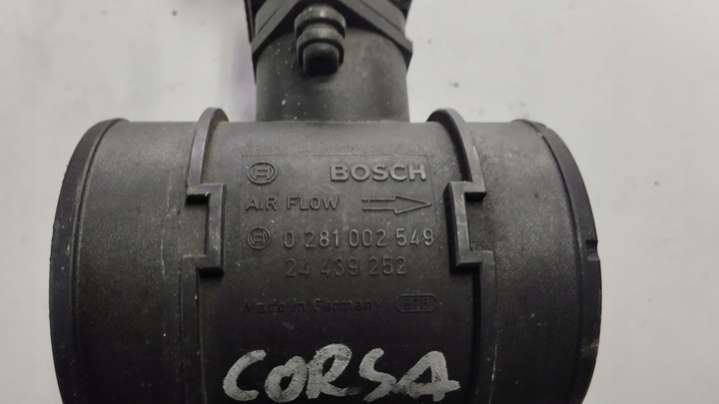 BOSCH
AIR FLOW
0 281 002 549
24 439 252
Made in Germany
CORSA